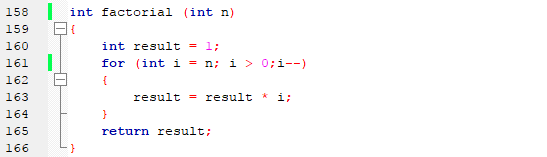 158 int factorial (int n)
159 {
160 int result = 1;
161 for (int i = n; i > 0;i--)
162 {
163 result = result * i;
164 }
165 return result;
166 }